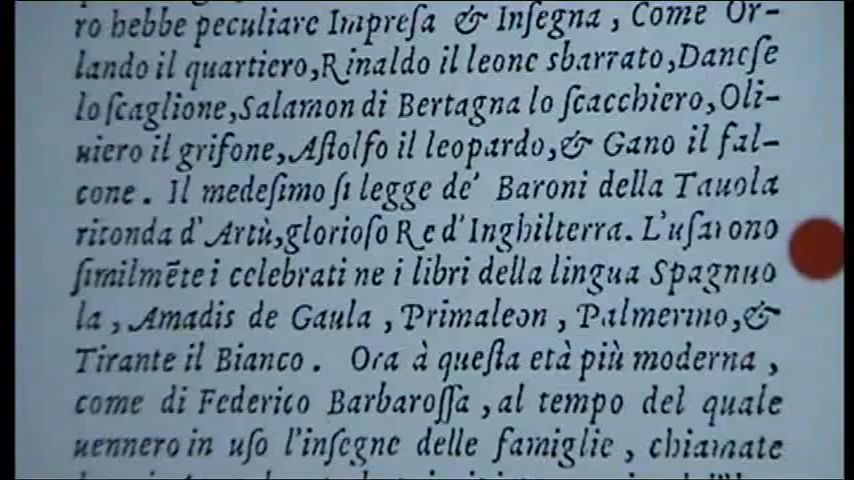 ro hebbe peculiare Impreſa & Inſegna, Come Or-
lando il quartiero, Rinaldo il leone sbarrato, Daneſe
lo ſcaglione, Salamon di Bertagna lo ſcacchiero, Oli-
uiero il grifone, Aſtolfo il leopardo, & Gano il fal-
cone. Il medeſimo ſi legge de' Baroni della Tauola
ritonda d'Artù, glorioſo Re d'Inghilterra. L'uſarono
ſimilmẽte i celebrati ne i libri della lingua Spagnuo
la, Amadis de Gaula, Primaleon, Palmerino, &
Tirante il Bianco. Ora à queſta età più moderna,
come di Federico Barbaroſſa, al tempo del quale
uennero in uſo l'inſegne delle famiglie, chiamate